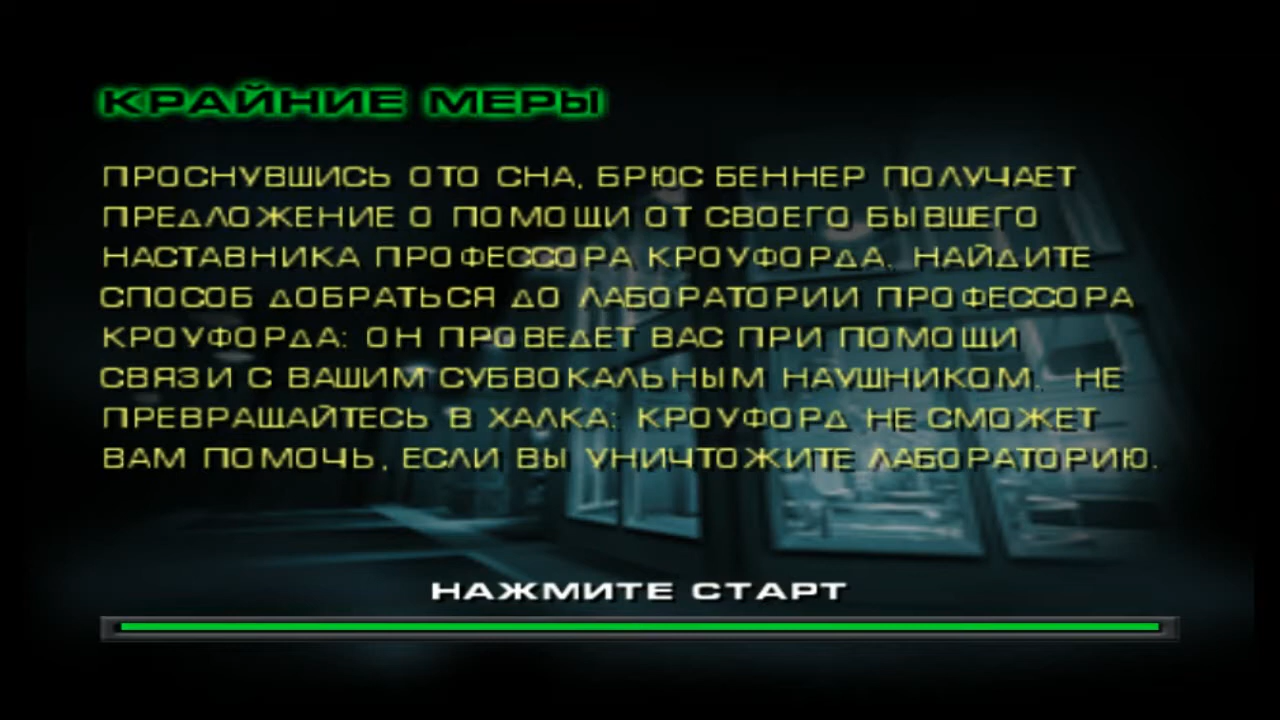 КРАЙНИЕ МЕРЫ
ПРОСНУВШИСЬ ОТО СНА, БРЮС БЕННЕР ПОЛУЧАЕТ
ПРЕДЛОЖЕНИЕ О ПОМОЩИ ОТ СВОЕГО БЫВШЕГО
НАСТАВНИКА ПРОФЕССОРА КРОУФОРДА. НАЙДИТЕ
СПОСОБ ДОБРАТЬСЯ ДО ЛАБОРАТОРИИ ПРОФЕССОРА
КРОУФОРДА: ОН ПРОВЕДЕТ ВАС ПРИ ПОМОЩИ
СВЯЗИ С ВАШИМ СУБВОКАЛЬНЫМ НАУШНИКОМ. НЕ
ПРЕВРАЩАЙТЕСЬ В ХАЛКА: КРОУФОРД НЕ СМОЖЕТ
ВАМ ПОМОЧЬ, ЕСЛИ ВЫ УНИЧТОЖИТЕ ЛАБОРАТОРИЮ.
НАЖМИТЕ СТАРТ